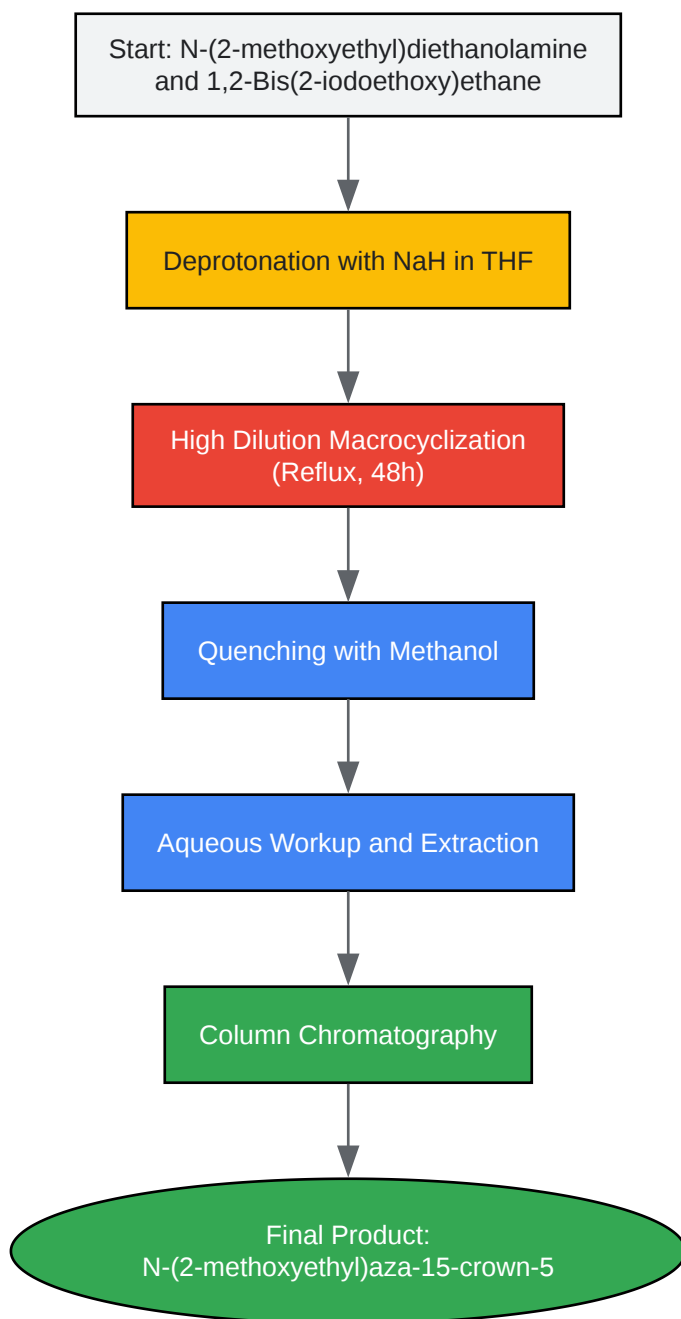 Start: N-(2-methoxyethyl)diethanolamine
and 1,2-Bis(2-iodoethoxy)ethane
Deprotonation with NaH in THF
High Dilution Macrocyclization
(Reflux, 48h)
Quenching with Methanol
Aqueous Workup and Extraction
Column Chromatography
Final Product:
N-(2-methoxyethyl)aza-15-crown-5